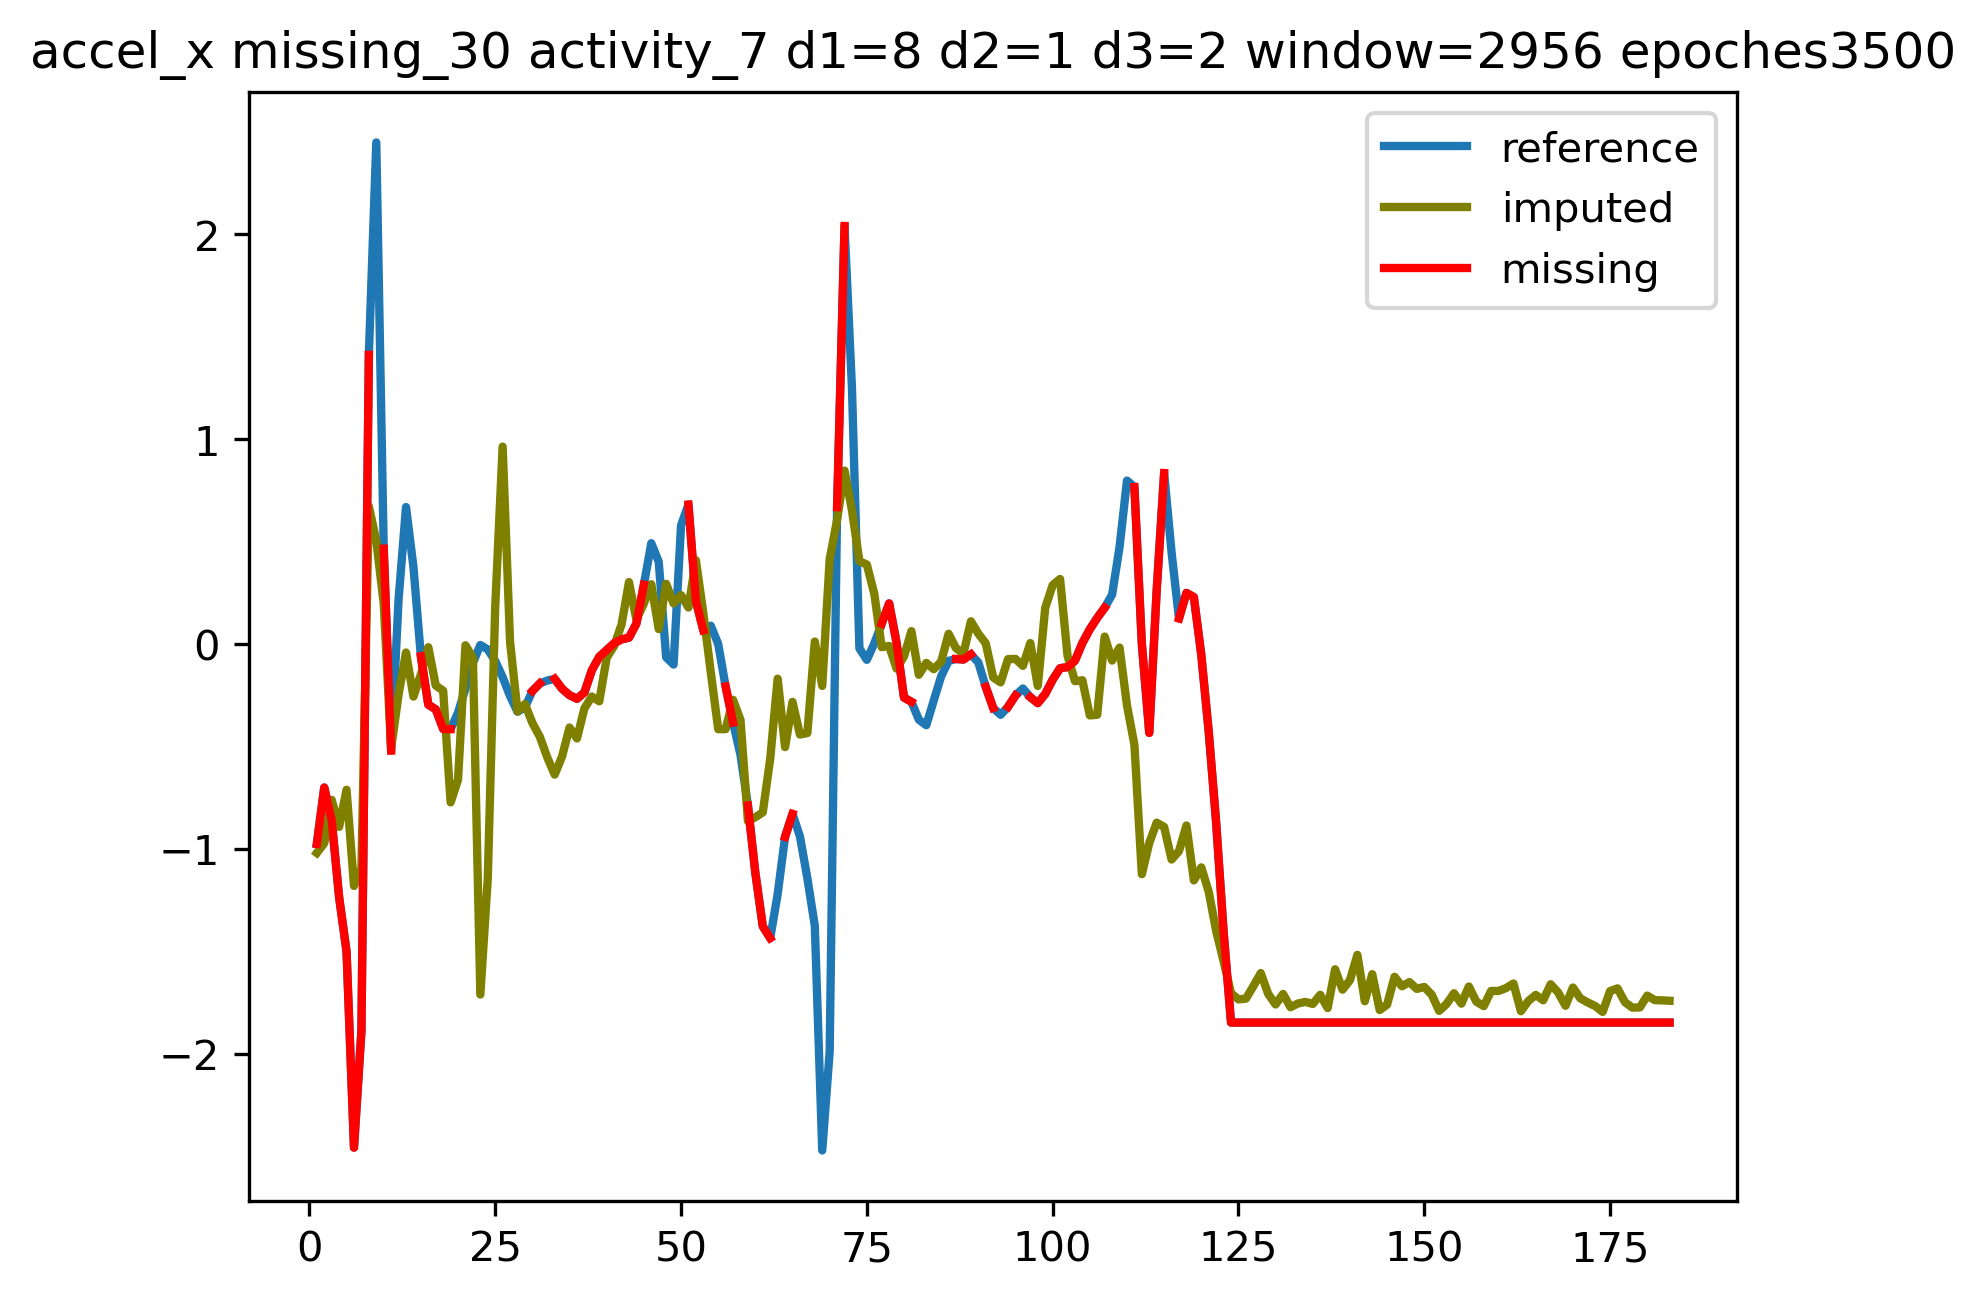 accel_x missing_30 activity_7 d1=8 d2=1 d3=2 window=2956 epoches3500
reference
imputed
missing
2
1
0
−1
−2
0 25 50 75 100 125 150 175